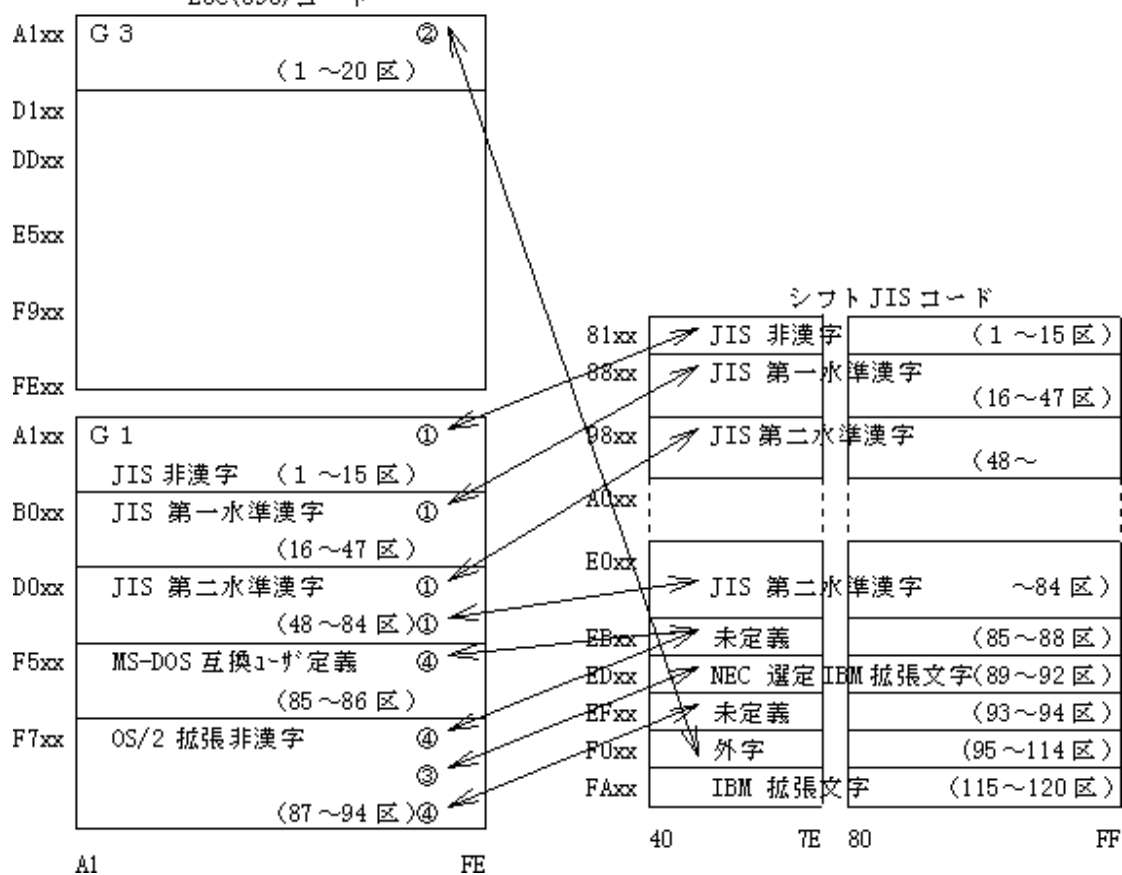 A1xx G3 ②
(1～20区)
D1xx
DDxx
E5xx
F9xx
FExx
A1xx G1 ①
JIS 非漢字 (1～15区)
B0xx JIS 第一水準漢字 ①
(16～47区)
D0xx JIS 第二水準漢字 ①
(48～84区)①
F5xx MS-DOS 互換ﾕｰｻﾞ定義 ④
(85～86区)
F7xx OS/2 拡張非漢字 ④
③
(87～94区)④
A1 FE
シフトJISコード
81xx JIS 非漢字 (1～15区)
88xx JIS 第一水準漢字
(16～47区)
98xx JIS第二水準漢字
(48～
A0xx
E0xx
JIS 第二水準漢字 ～84区)
EBxx 未定義 (85～88区)
EDxx NEC 選定IBM拡張文字(89～92区)
EFxx 未定義 (93～94区)
F0xx 外字 (95～114区)
FAxx IBM 拡張文字 (115～120区)
40 7E 80 FF